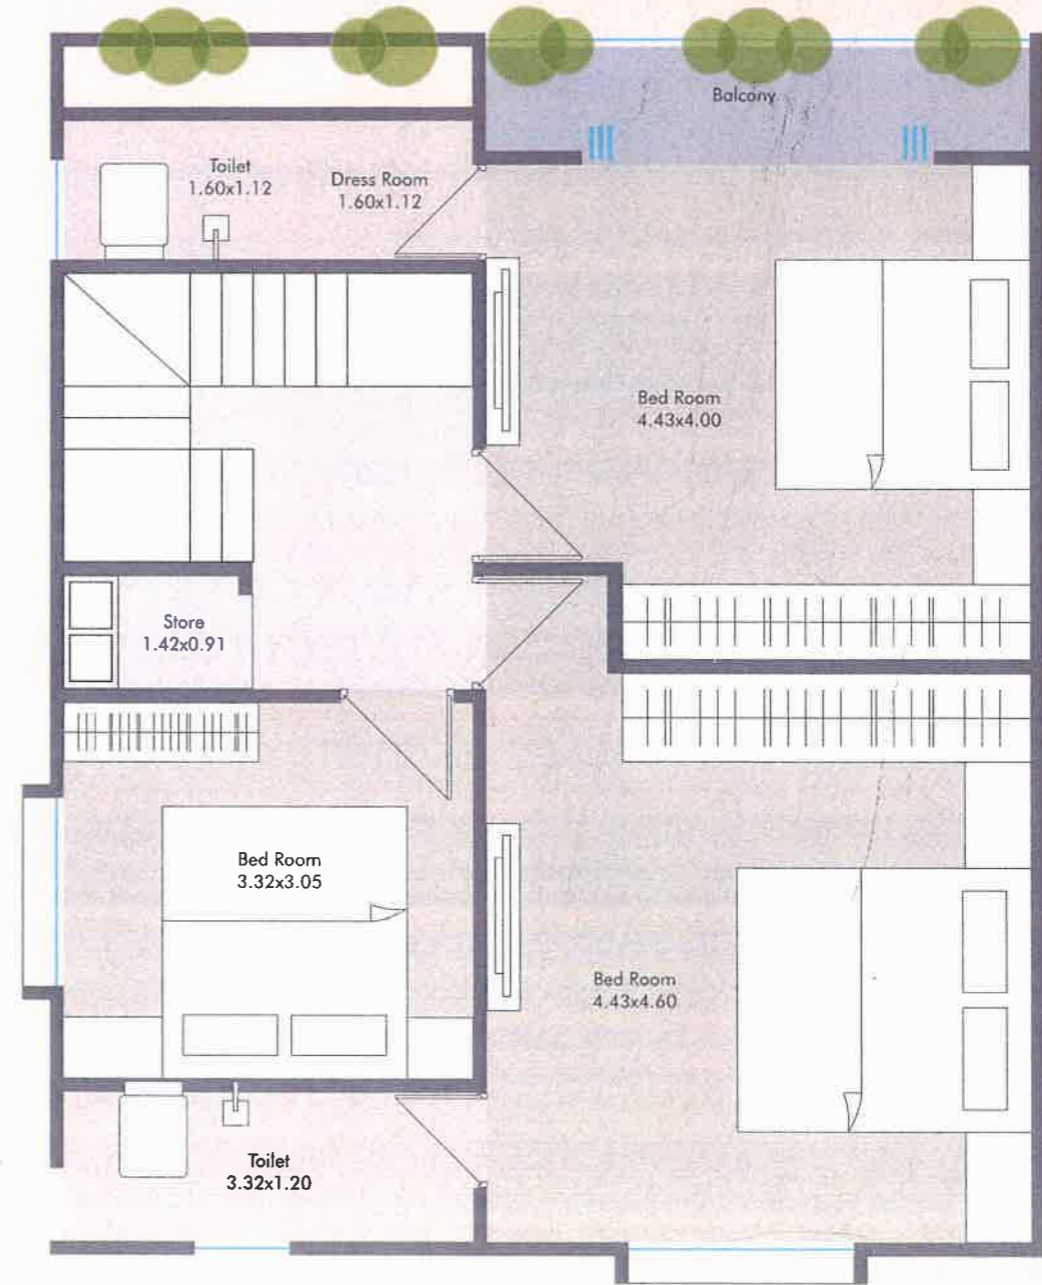 Balcony
Toilet
1.60x1.12
Dress Room
1.60x1.12
Bed Room
4.43x4.00
Store
1.42x0.91
Bed Room
3.32x3.05
Bed Room
4.43x4.60
Toilet
3.32x1.20